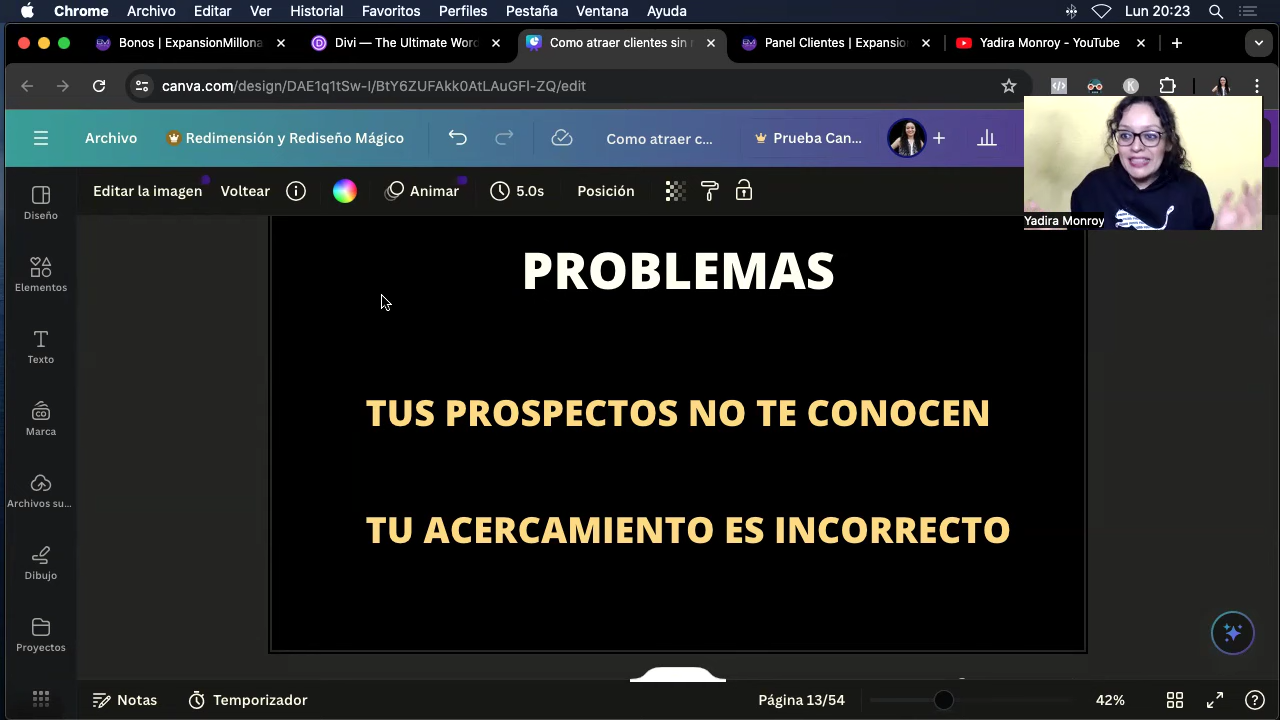 Chrome Archivo Editar Ver Historial Favoritos Perfiles Pestaña Ventana Ayuda Lun 20:23
Bonos | ExpansionMillona Divi — The Ultimate Word Como atraer clientes sin r Panel Clientes | Expansion Yadira Monroy - YouTube
canva.com/design/DAE1q1tSw-I/BtY6ZUFAkk0AtLAuGFI-ZQ/edit
Archivo Redimensión y Rediseño Mágico Como atraer c... Prueba Can...
Editar la imagen Voltear Animar 5.0s Posición
Yadira Monroy
Diseño
Elementos
Texto
Marca
Archivos su...
Dibujo
Proyectos
PROBLEMAS
TUS PROSPECTOS NO TE CONOCEN
TU ACERCAMIENTO ES INCORRECTO
Notas Temporizador Página 13/54 42%